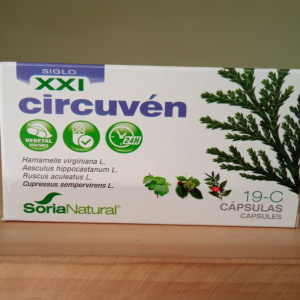 SIGLO
XXI
circuvén
VEGETAL
24H
Hamamelis virginiana L.
Aesculus hippocastanum L.
Ruscus aculeatus L.
Cupressus sempervirens L.
SoriaNatural®
19-C
CÁPSULAS
CAPSULES